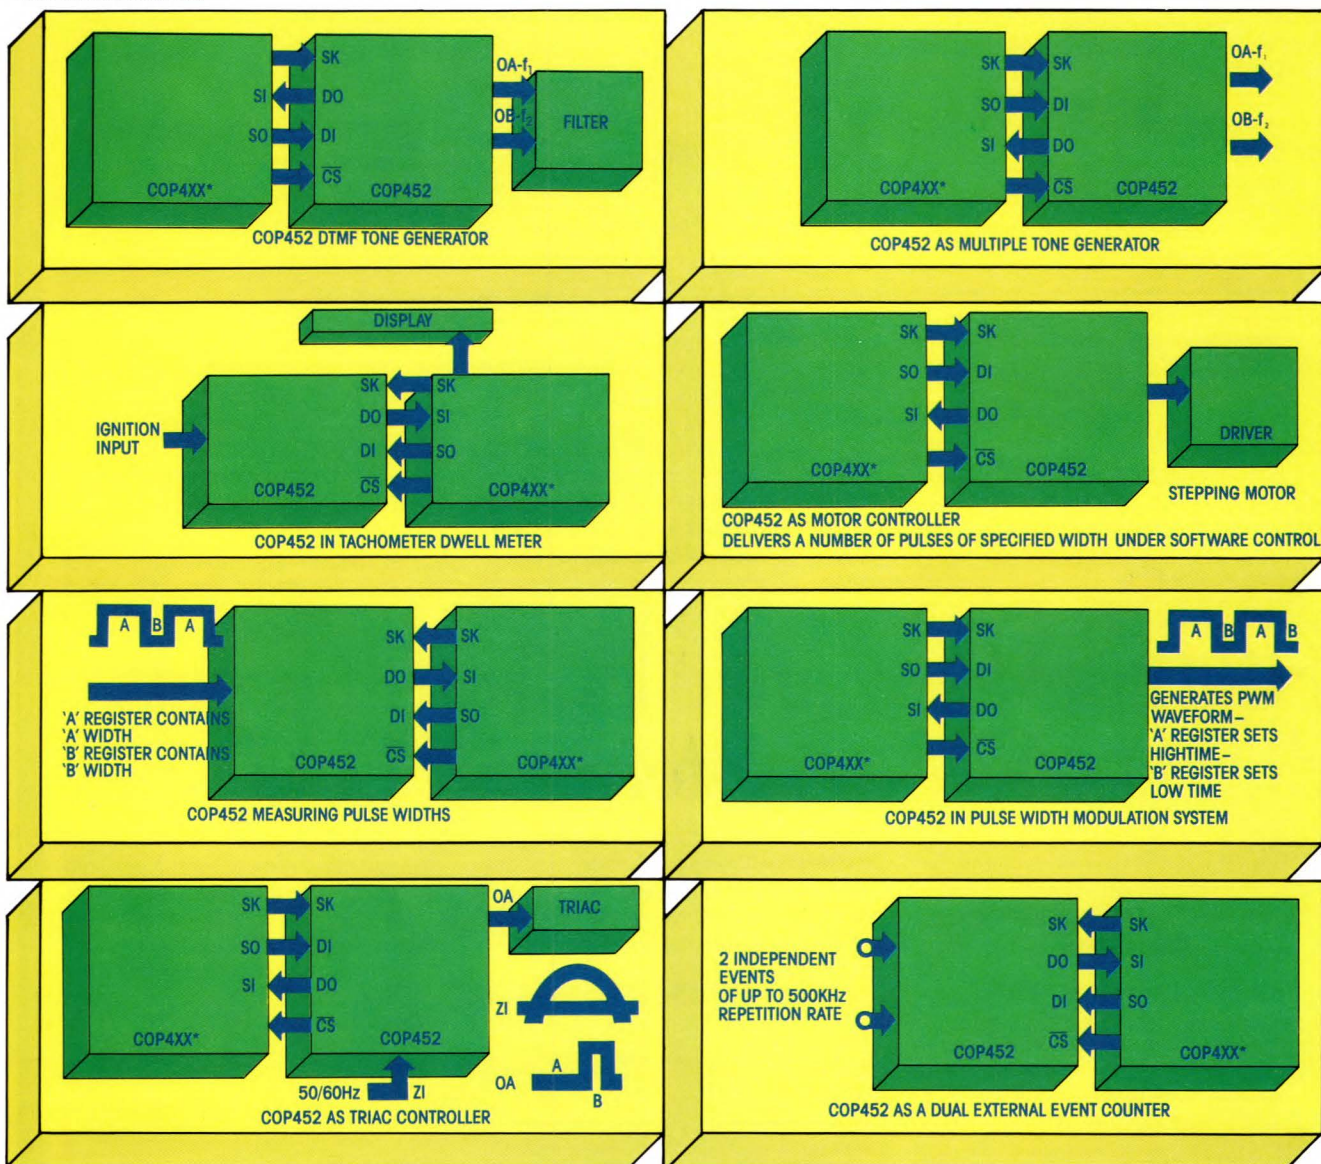 SK
SI DO
SO DI
CS
COP4XX*
COP452
OA-f1
OB-f2
FILTER
COP452 DTMF TONE GENERATOR
SK SK
SO DI
SI DO
CS
COP4XX*
COP452
OA-f1
OB-f2
COP452 AS MULTIPLE TONE GENERATOR
DISPLAY
IGNITION
INPUT
SK SK
DO SI
DI SO
CS
COP452
COP4XX*
COP452 IN TACHOMETER DWELL METER
SK SK
SO DI
SI DO
CS
COP4XX*
COP452
DRIVER
STEPPING MOTOR
COP452 AS MOTOR CONTROLLER
DELIVERS A NUMBER OF PULSES OF SPECIFIED WIDTH UNDER SOFTWARE CONTROL
A B A
'A' REGISTER CONTAINS
'A' WIDTH
'B' REGISTER CONTAINS
'B' WIDTH
SK SK
DO SI
DI SO
CS
COP452
COP4XX*
COP452 MEASURING PULSE WIDTHS
SK SK
SO DI
SI DO
CS
COP4XX*
COP452
A B A B
GENERATES PWM
WAVEFORM–
'A' REGISTER SETS
HIGHTIME–
'B' REGISTER SETS
LOW TIME
COP452 IN PULSE WIDTH MODULATION SYSTEM
SK SK
SO DI
SI DO
CS
COP4XX*
COP452
OA
TRIAC
ZI
A
OA
B
50/60Hz ZI
COP452 AS TRIAC CONTROLLER
2 INDEPENDENT
EVENTS
OF UP TO 500KHz
REPETITION RATE
SK SK
DO SI
DI SO
CS
COP452
COP4XX*
COP452 AS A DUAL EXTERNAL EVENT COUNTER